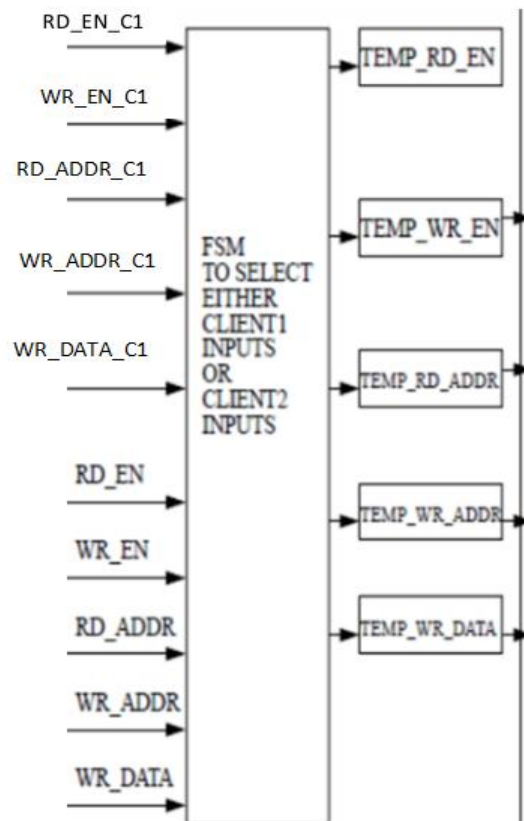 RD_EN_C1
WR_EN_C1
RD_ADDR_C1
WR_ADDR_C1
WR_DATA_C1
RD_EN
WR_EN
RD_ADDR
WR_ADDR
WR_DATA
FSM
TO SELECT
EITHER
CLIENT1
INPUTS
OR
CLIENT2
INPUTS
TEMP_RD_EN
TEMP_WR_EN
TEMP_RD_ADDR
TEMP_WR_ADDR
TEMP_WR_DATA